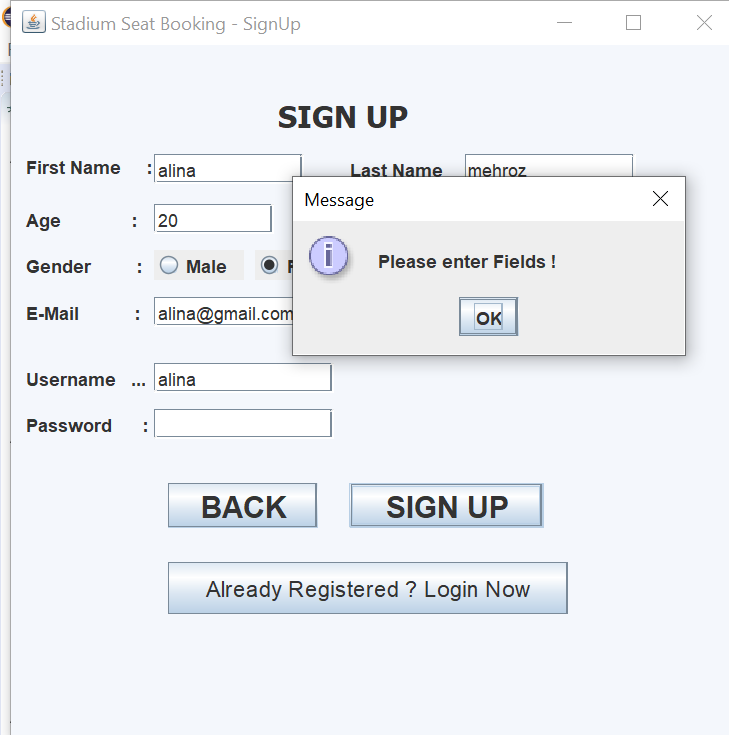 Stadium Seat Booking - SignUp
SIGN UP
First Name : alina Last Name mehroz
Message
Age : 20
Please enter Fields !
Gender : Male
OK
E-Mail : alina@gmail.com
Username ... alina
Password :
BACK SIGN UP
Already Registered ? Login Now